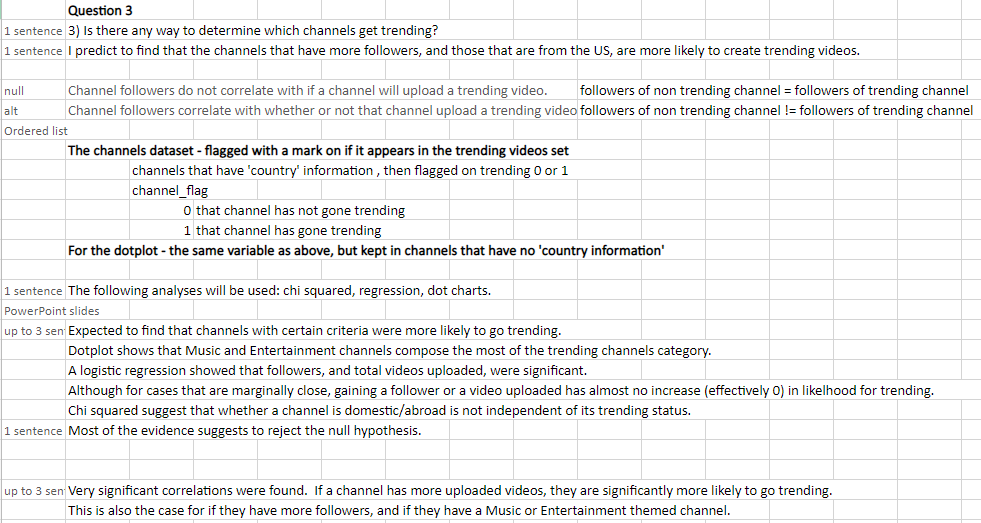 Question 3
1 sentence 3) Is there any way to determine which channels get trending?
1 sentence I predict to find that the channels that have more followers, and those that are from the US, are more likely to create trending videos.
null Channel followers do not correlate with if a channel will upload a trending video. followers of non trending channel = followers of trending channel
alt Channel followers correlate with whether or not that channel upload a trending video followers of non trending channel != followers of trending channel
Ordered list
The channels dataset - flagged with a mark on if it appears in the trending videos set
channels that have 'country' information , then flagged on trending 0 or 1
channel_flag
0 that channel has not gone trending
1 that channel has gone trending
For the dotplot - the same variable as above, but kept in channels that have no 'country information'
1 sentence The following analyses will be used: chi squared, regression, dot charts.
PowerPoint slides
up to 3 sen Expected to find that channels with certain criteria were more likely to go trending.
Dotplot shows that Music and Entertainment channels compose the most of the trending channels category.
A logistic regression showed that followers, and total videos uploaded, were significant.
Although for cases that are marginally close, gaining a follower or a video uploaded has almost no increase (effectively 0) in likelhood for trending.
Chi squared suggest that whether a channel is domestic/abroad is not independent of its trending status.
1 sentence Most of the evidence suggests to reject the null hypothesis.
up to 3 sen Very significant correlations were found.  If a channel has more uploaded videos, they are significantly more likely to go trending.
This is also the case for if they have more followers, and if they have a Music or Entertainment themed channel.